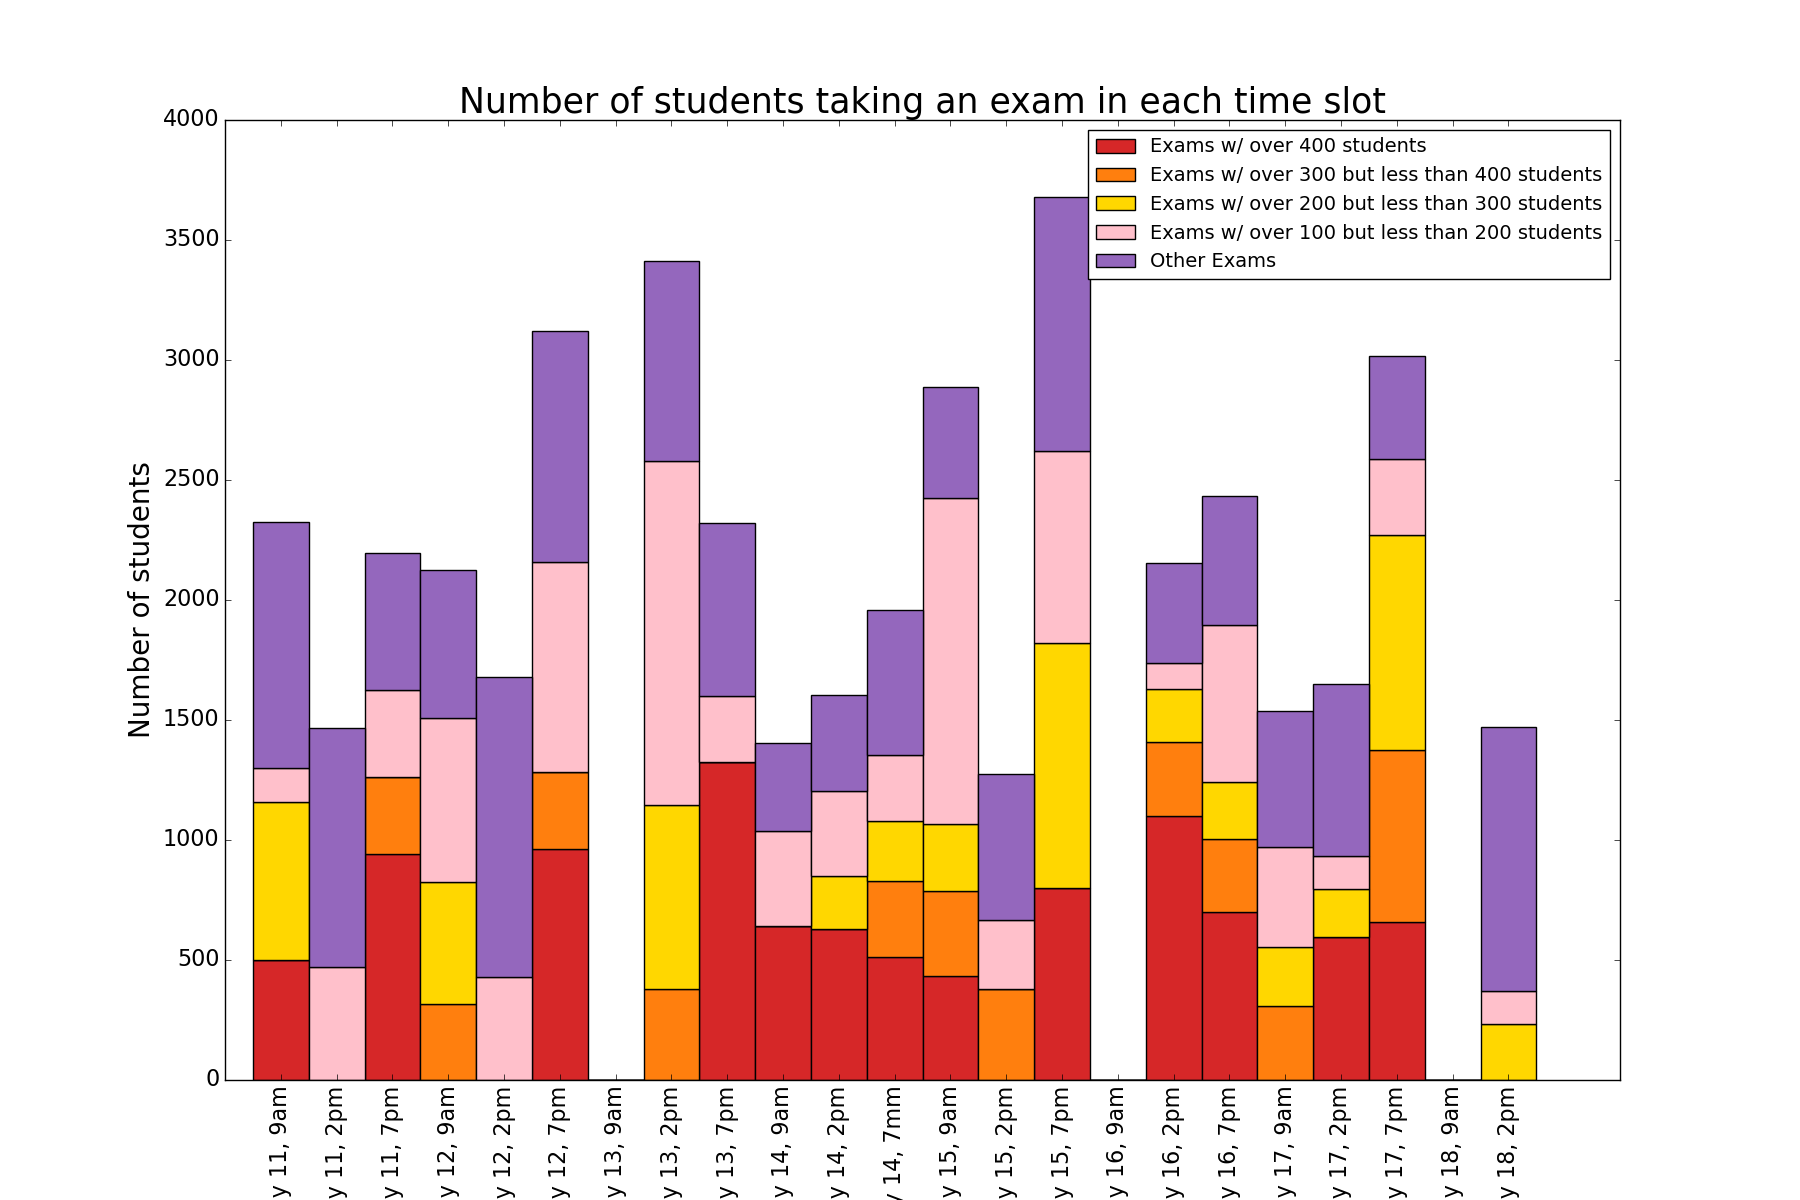 Number of students taking an exam in each time slot
4000
3500
3000
2500
2000
1500
1000
500
0
Number of students
Exams w/ over 400 students
Exams w/ over 300 but less than 400 students
Exams w/ over 200 but less than 300 students
Exams w/ over 100 but less than 200 students
Other Exams
y 11, 9am
y 11, 2pm
y 11, 7pm
y 12, 9am
y 12, 2pm
y 12, 7pm
y 13, 9am
y 13, 2pm
y 13, 7pm
y 14, 9am
y 14, 2pm
y 14, 7mm
y 15, 9am
y 15, 2pm
y 15, 7pm
y 16, 9am
y 16, 2pm
y 16, 7pm
y 17, 9am
y 17, 2pm
y 17, 7pm
y 18, 9am
y 18, 2pm